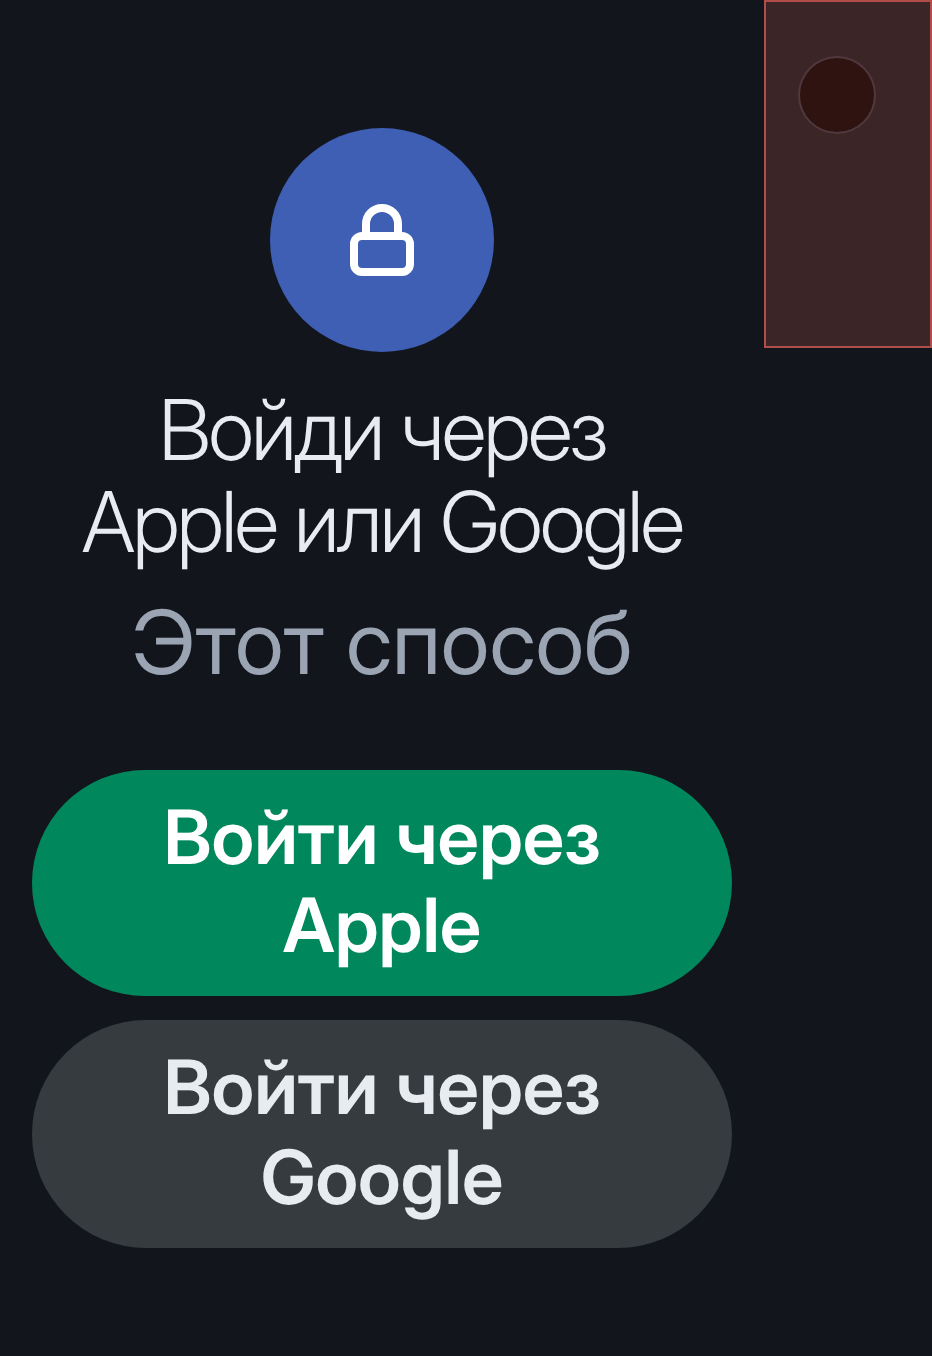 Войди через
Apple или Google
Этот способ
Войти через
Apple
Войти через
Google